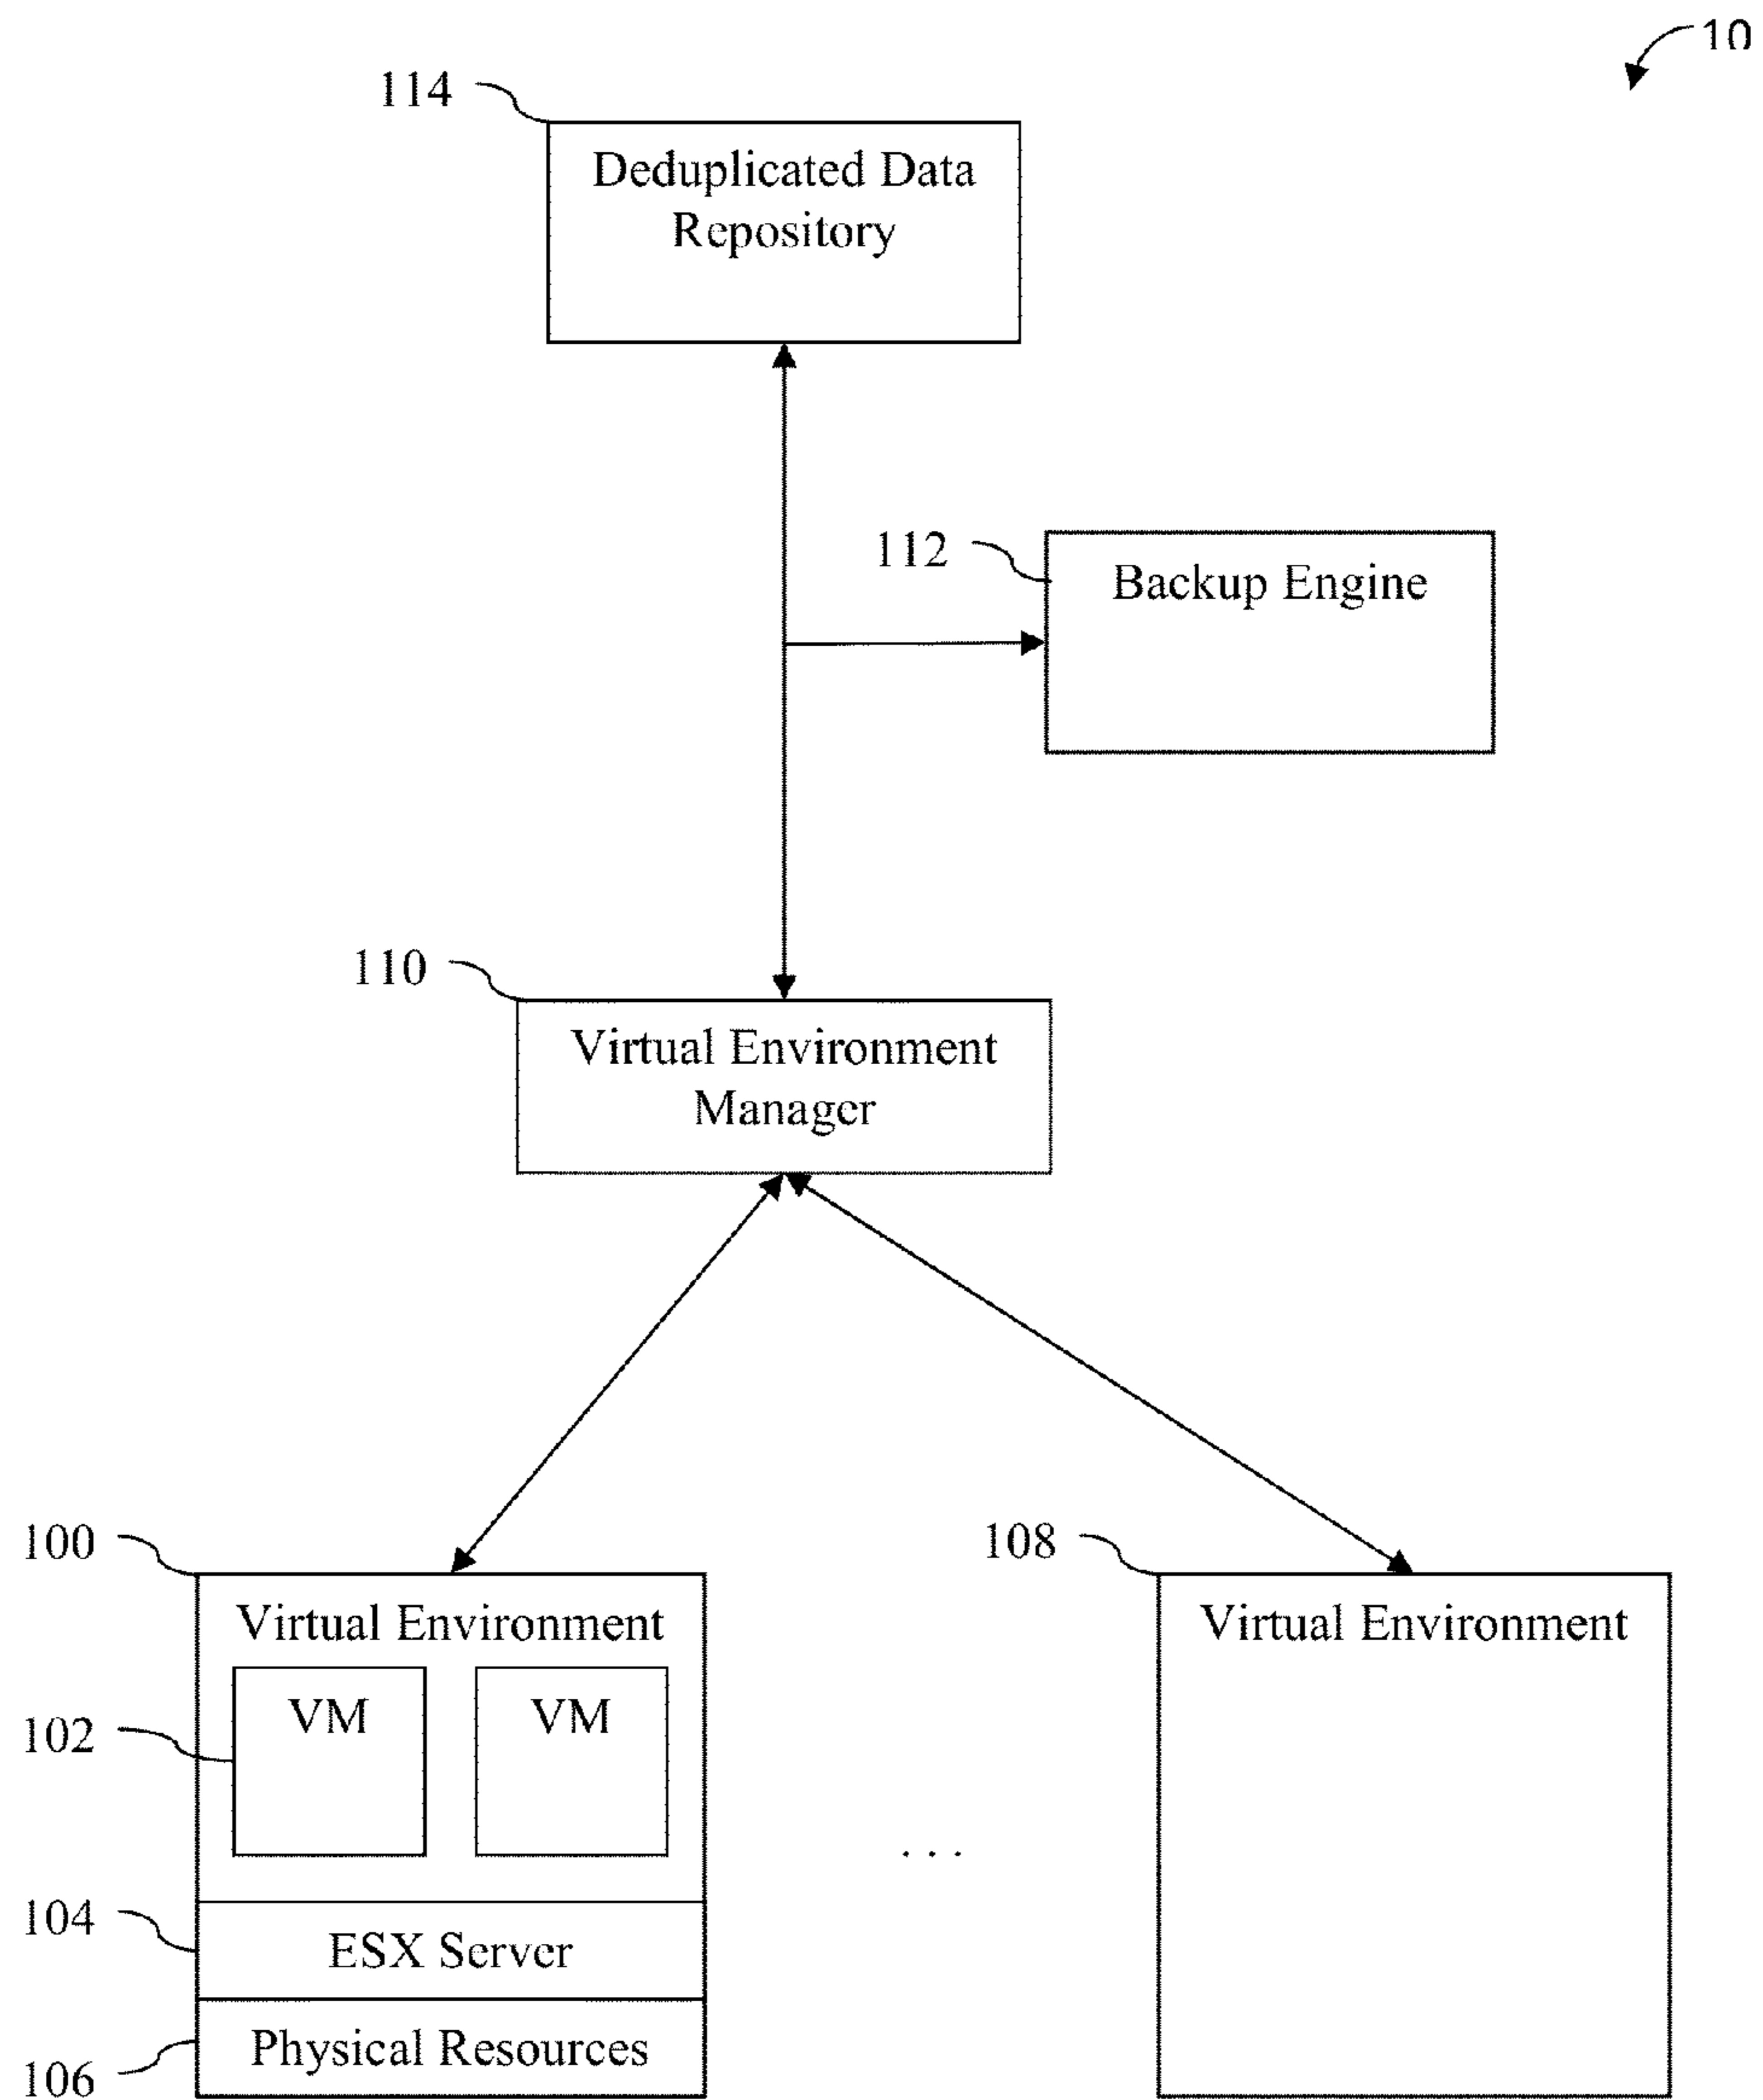 10
114
Deduplicated Data
Repository
112
Backup Engine
110
Virtual Environment
Manager
100
108
Virtual Environment
Virtual Environment
VM
VM
102
. . .
104
ESX Server
Physical Resources
106